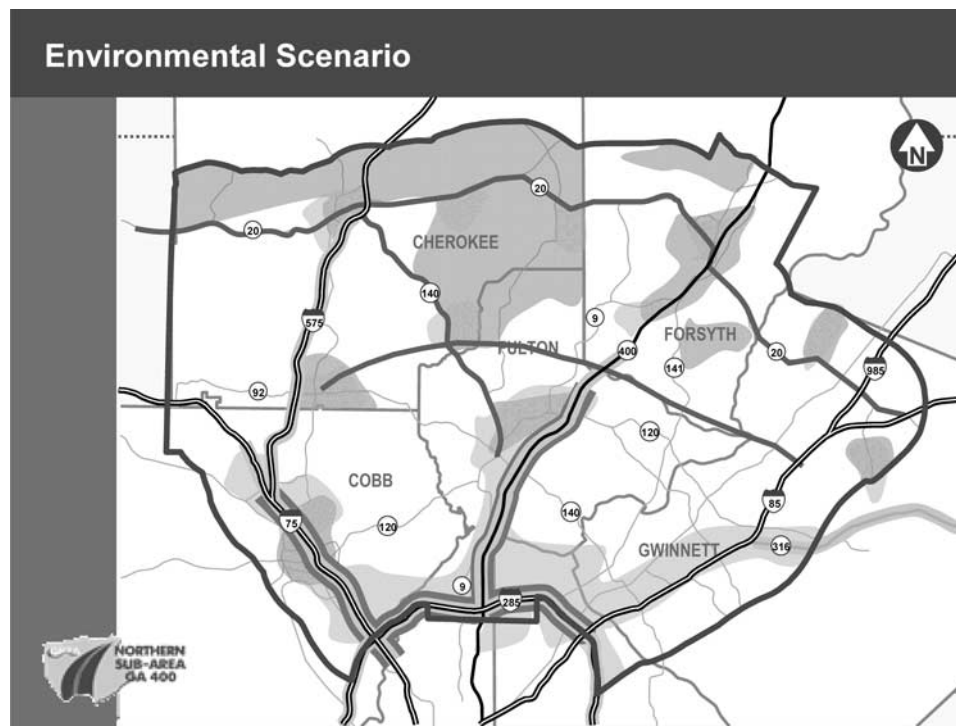 Environmental Scenario
N
20
20
CHEROKEE
140
9
575
FULTON
400
FORSYTH
141
20
985
92
120
COBB
75
120
140
85
GWINNETT
316
9
285
NORTHERN
SUB-AREA
GA 400